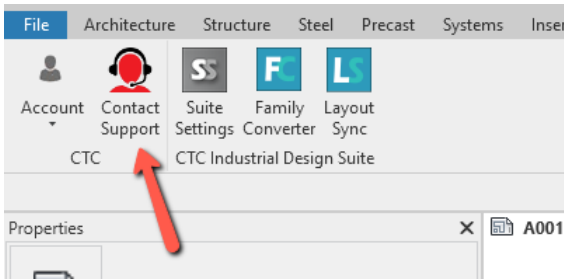 File Architecture Structure Steel Precast Systems Inser
SS FC LS
Account Contact Support Suite Settings Family Converter Layout Sync
CTC CTC Industrial Design Suite
Properties X A001